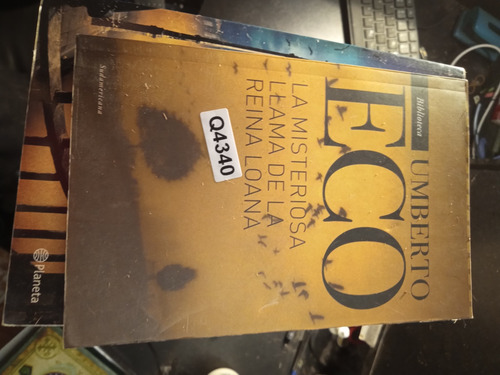 Biblioteca
UMBERTO
ECO
LA MISTERIOSA
LLAMA DE LA
REINA LOANA
Q4340
Sudamericana
Planeta